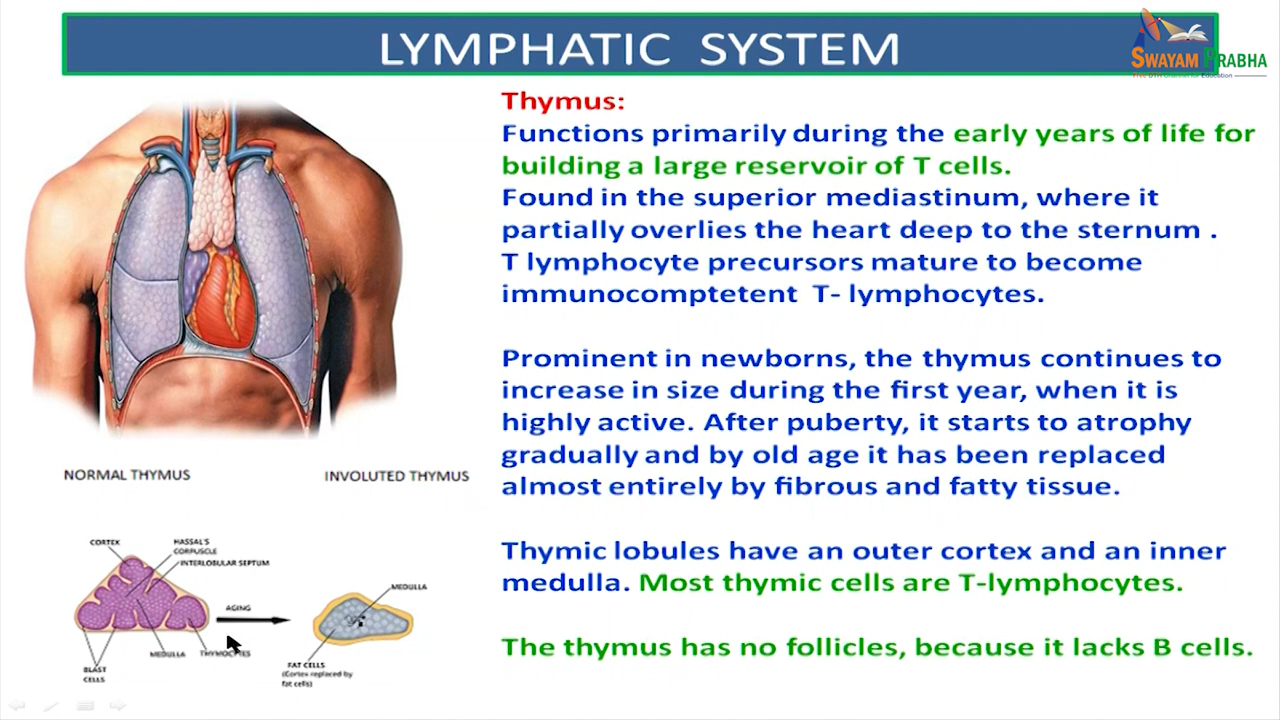 LYMPHATIC SYSTEM
SWAYAM PRABHA
Free DTH Channel for Education
Thymus:
Functions primarily during the early years of life for
building a large reservoir of T cells.
Found in the superior mediastinum, where it
partially overlies the heart deep to the sternum .
T lymphocyte precursors mature to become
immunocomptetent T- lymphocytes.
Prominent in newborns, the thymus continues to
increase in size during the first year, when it is
highly active. After puberty, it starts to atrophy
gradually and by old age it has been replaced
almost entirely by fibrous and fatty tissue.
Thymic lobules have an outer cortex and an inner
medulla. Most thymic cells are T-lymphocytes.
The thymus has no follicles, because it lacks B cells.
NORMAL THYMUS
INVOLUTED THYMUS
CORTEX
HASSAL'S
CORPUSCLE
INTERLOBULAR SEPTUM
MEDULLA
AGING
BLAST
CELLS
MEDULLA
THYMOCYTES
FAT CELLS
(Cortex replaced by
fat cells)